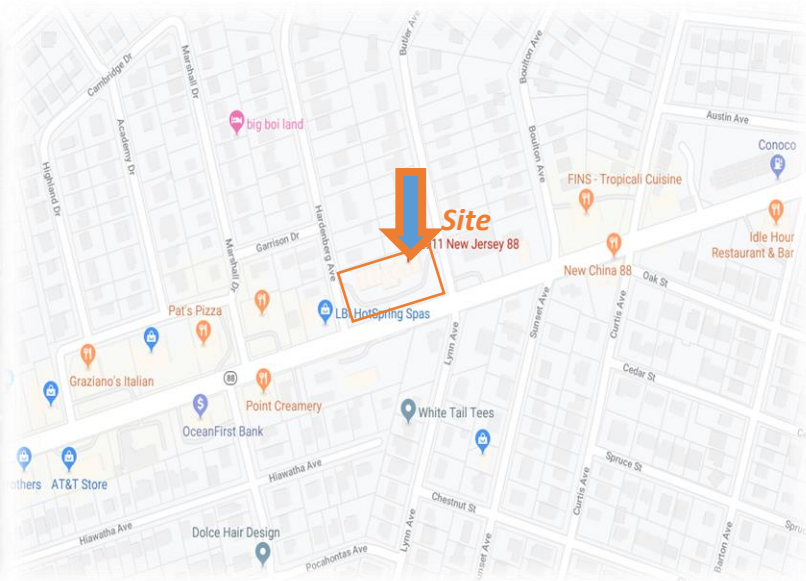 Butler Ave
Boulton Ave
Cambridge Dr
Marshall Dr
big boi land
Academy Dr
Austin Ave
Conoco
Boulton Ave
Highland Dr
FINS - Tropicali Cuisine
Hardenberg Ave
Site
11 New Jersey 88
Garrison Dr
Marshall Dr
Idle Hour
Restaurant & Bar
New China 88
Oak St
Pat's Pizza
LBI HotSpring Spas
Sunset Ave
Curtis Ave
Lynn Ave
Graziano's Italian
88
Cedar St
Point Creamery
White Tail Tees
OceanFirst Bank
Hiawatha Ave
Spruce St
others
AT&T Store
Curtis Ave
Chestnut St
Hiawatha Ave
Dolce Hair Design
Lynn Ave
Sunset Ave
Barton Ave
Spruc
Pocahontas Ave